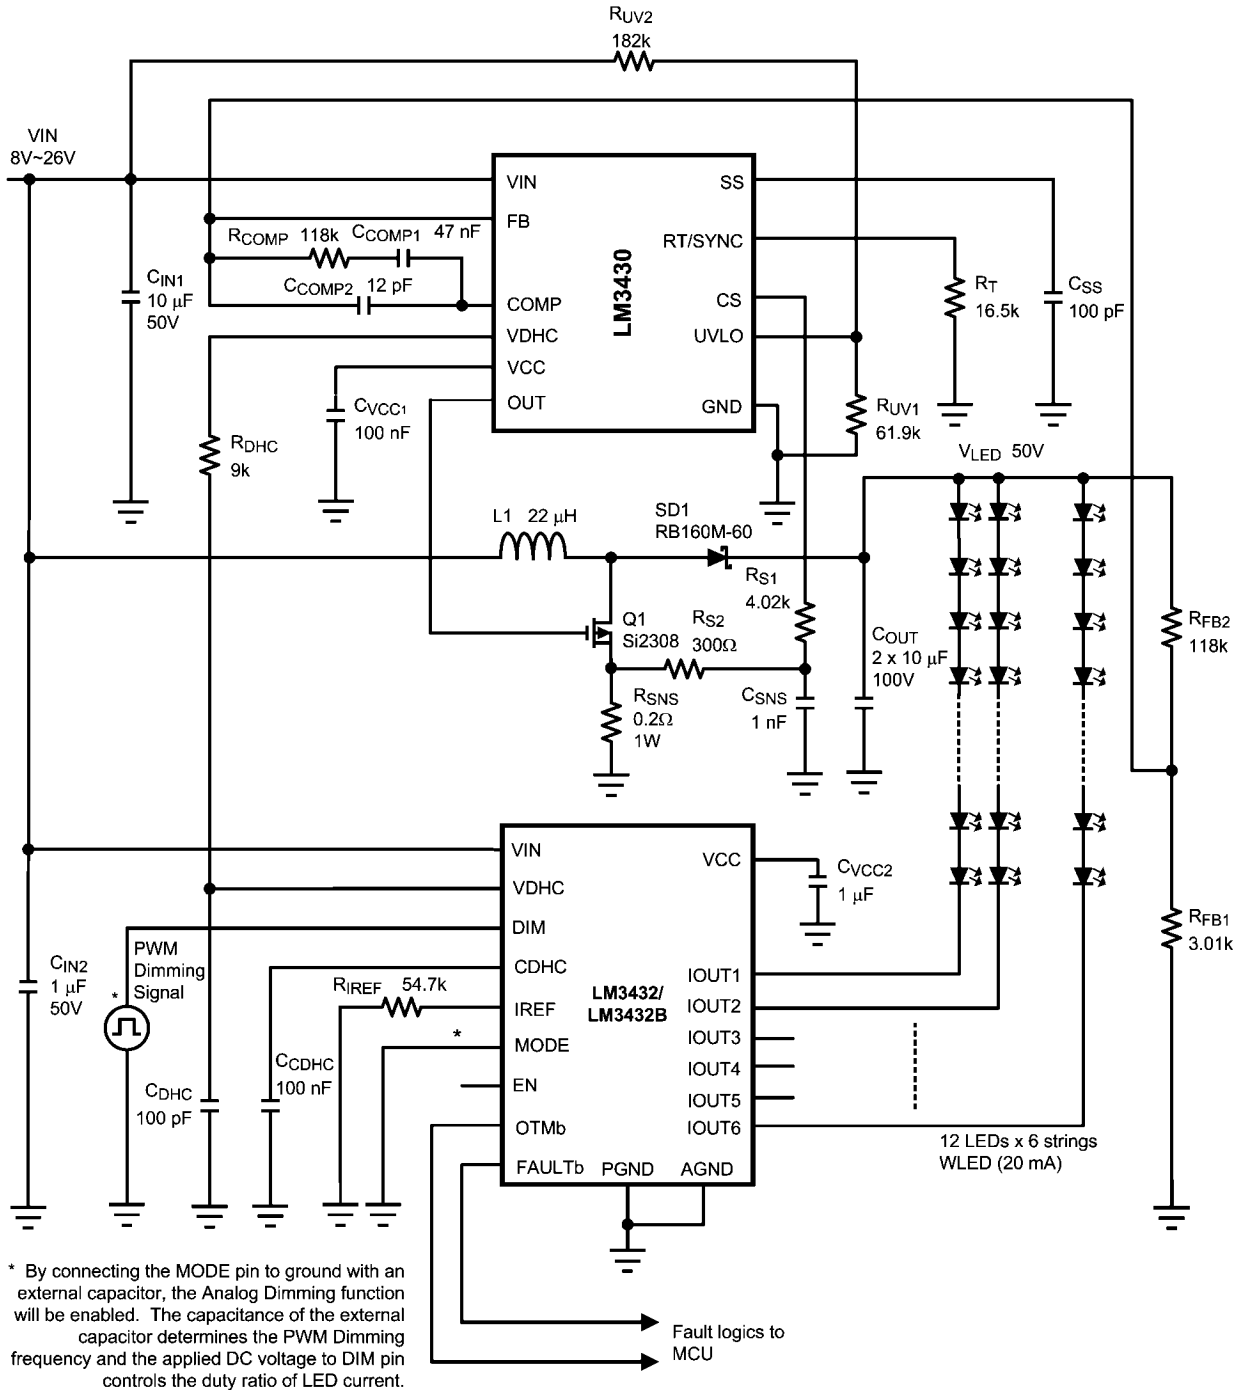 RUV2
182k
VIN
8V~26V
VIN
SS
FB
RCOMP 118k CCOMP1 47 nF
RT/SYNC
LM3430
CCOMP2 12 pF
CIN1
10 µF
50V
COMP
CS
RT
16.5k
CSS
100 pF
VDHC
UVLO
VCC
OUT
GND
CVCC1
100 nF
RUV1
61.9k
RDHC
9k
VLED 50V
L1 22 µH
SD1
RB160M-60
RS1
4.02k
Q1
Si2308
RS2
300Ω
COUT
2 x 10 µF
100V
RFB2
118k
RSNS
0.2Ω
1W
CSNS
1 nF
VIN
VCC
CVCC2
1 µF
VDHC
DIM
PWM
Dimming
Signal
*
CIN2
1 µF
50V
CDHC
RIREF 54.7k
IREF
LM3432/
LM3432B
IOUT1
IOUT2
IOUT3
IOUT4
IOUT5
IOUT6
RFB1
3.01k
*
MODE
CCDHC
100 nF
EN
CDHC
100 pF
OTMb
FAULTb
PGND
AGND
12 LEDs x 6 strings
WLED (20 mA)
* By connecting the MODE pin to ground with an
external capacitor, the Analog Dimming function
will be enabled. The capacitance of the external
capacitor determines the PWM Dimming
frequency and the applied DC voltage to DIM pin
controls the duty ratio of LED current.
Fault logics to
MCU